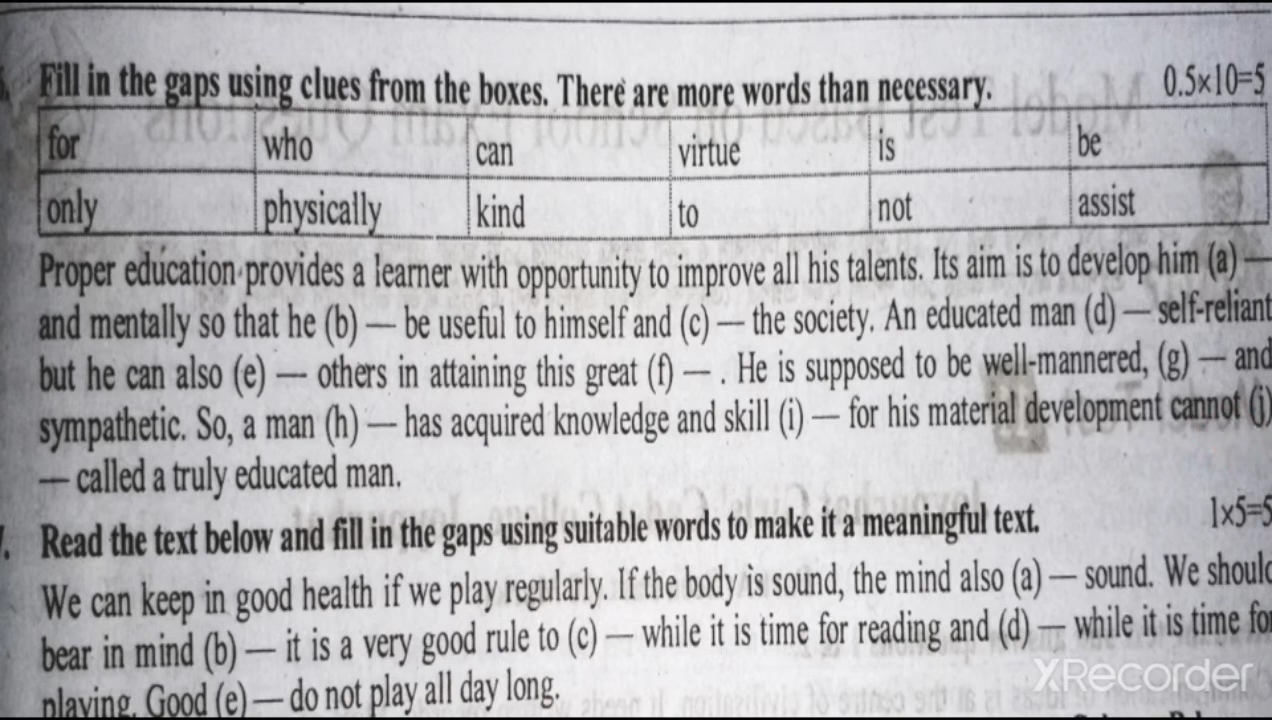 Fill in the gaps using clues from the boxes. There are more words than necessary. 0.5×10=5
for who can virtue is be
only physically kind to not assist
Proper education provides a learner with opportunity to improve all his talents. Its aim is to develop him (a) —
and mentally so that he (b) — be useful to himself and (c) — the society. An educated man (d) — self-reliant
but he can also (e) — others in attaining this great (f) — . He is supposed to be well-mannered, (g) — and
sympathetic. So, a man (h) — has acquired knowledge and skill (i) — for his material development cannot (j)
— called a truly educated man.
Read the text below and fill in the gaps using suitable words to make it a meaningful text. 1×5=5
We can keep in good health if we play regularly. If the body is sound, the mind also (a) — sound. We should
bear in mind (b) — it is a very good rule to (c) — while it is time for reading and (d) — while it is time for
playing. Good (e) — do not play all day long.
XRecorder